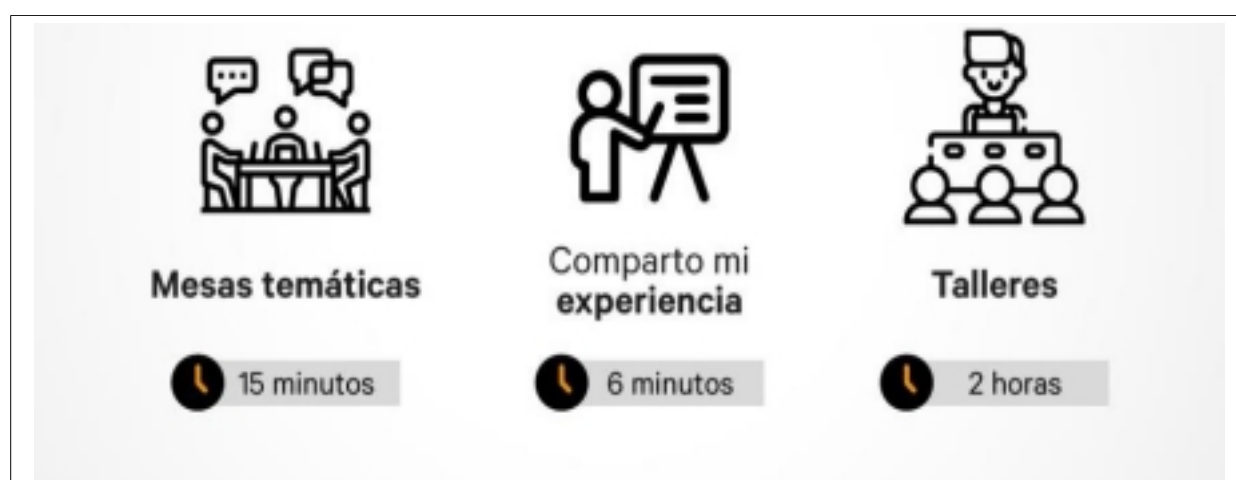 Mesas temáticas
15 minutos
Comparto mi
experiencia
6 minutos
Talleres
2 horas